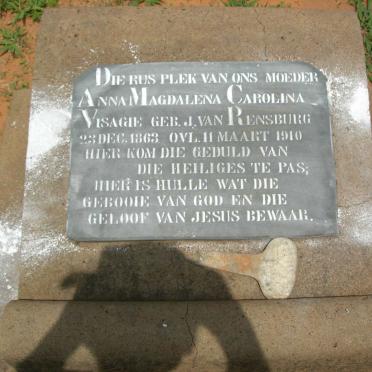 DIE RUS PLEK VAN ONS MOEDER
ANNA MAGDALENA CAROLINA
VISAGIE GEB. J. VAN RENSBURG
23 DEC. 1863 OVL. 11 MAART 1940
HIER KOM DIE GEDULD VAN
DIE HEILIGES TE PAS;
HIER IS HULLE WAT DIE
GEBOOIE VAN GOD EN DIE
GELOOF VAN JESUS BEWAAR.